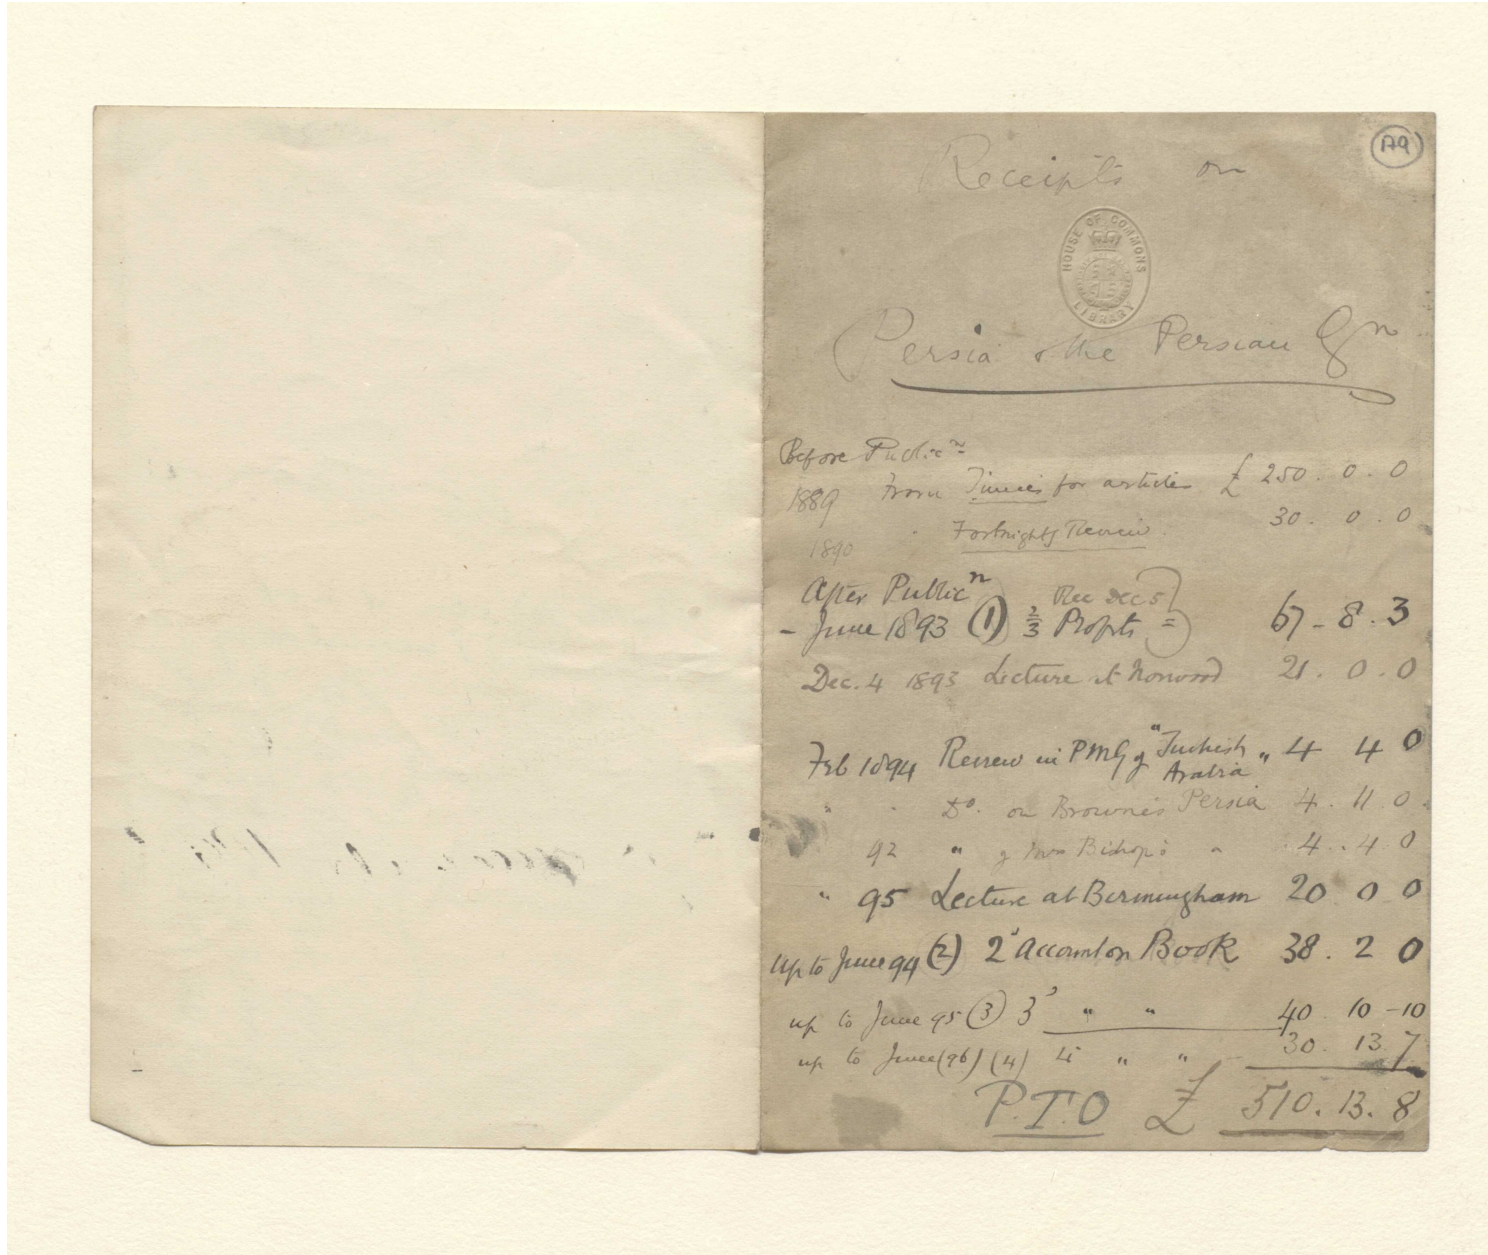 179
Receipts on
HOUSE OF COMMONS
LIBRARY
Persia & the Persian Qn
Before Publicn
1889 From Times for articles £ 250. 0. 0
1890 " Fortnightly Review. 30. 0. 0
After Publicn Rec Dec 5
- June 1893 (1) 2/3 Profits = 67 - 8. 3
Dec. 4 1893 Lecture at Norwood 21. 0. 0
Feb 1894 Review in PMG of "Turkish Arabia" 4 4 0
" " Do. on Browne's Persia 4. 11 0.
92 " of Mrs Bishop's " 4. 4. 0
" 95 Lecture at Birmingham 20 0 0
Up to June 94 (2) 2d Account on Book 38. 2 0
up to June 95 (3) 3d " " 40. 10 - 10
up to June (96) (4) 4 " " 30. 13 7
P.T.O £ 510. 13. 8